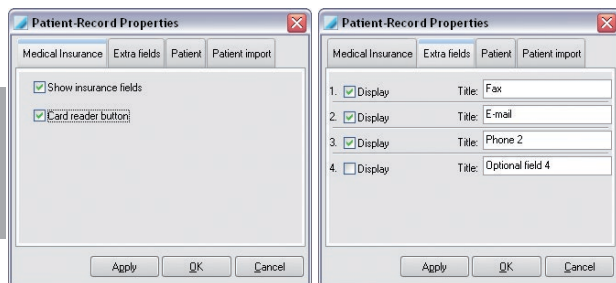 Patient-Record Properties
Medical Insurance Extra fields Patient Patient import
Show insurance fields
Card reader button
Apply OK Cancel
Patient-Record Properties
Medical Insurance Extra fields Patient Patient import
1. Display Title: Fax
2. Display Title: E-mail
3. Display Title: Phone 2
4. Display Title: Optional field 4
Apply OK Cancel